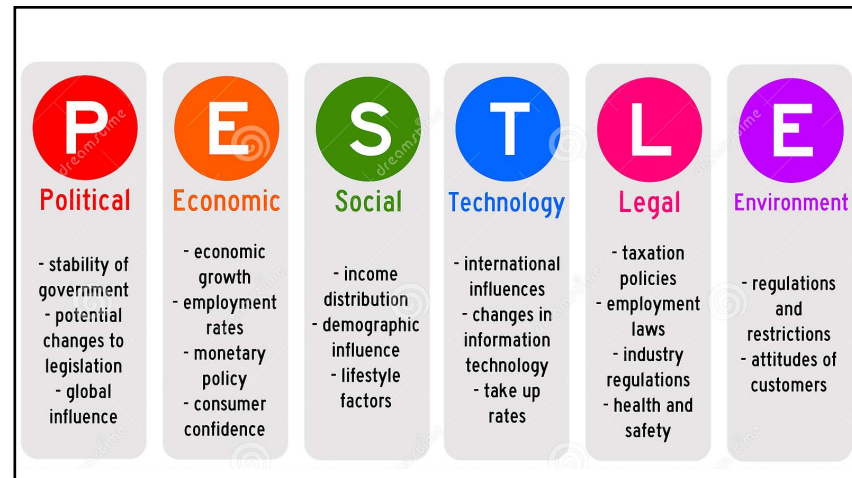 P
Political
- stability of
government
- potential
changes to
legislation
- global
influence
E
Economic
- economic
growth
- employment
rates
- monetary
policy
- consumer
confidence
S
Social
- income
distribution
- demographic
influence
- lifestyle
factors
T
Technology
- international
influences
- changes in
information
technology
- take up
rates
L
Legal
- taxation
policies
- employment
laws
- industry
regulations
- health and
safety
E
Environment
- regulations
and
restrictions
- attitudes of
customers
dreamstime